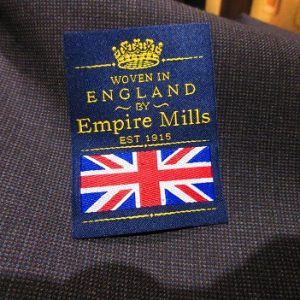 WOVEN IN
ENGLAND
~ BY ~
Empire Mills
EST 1915